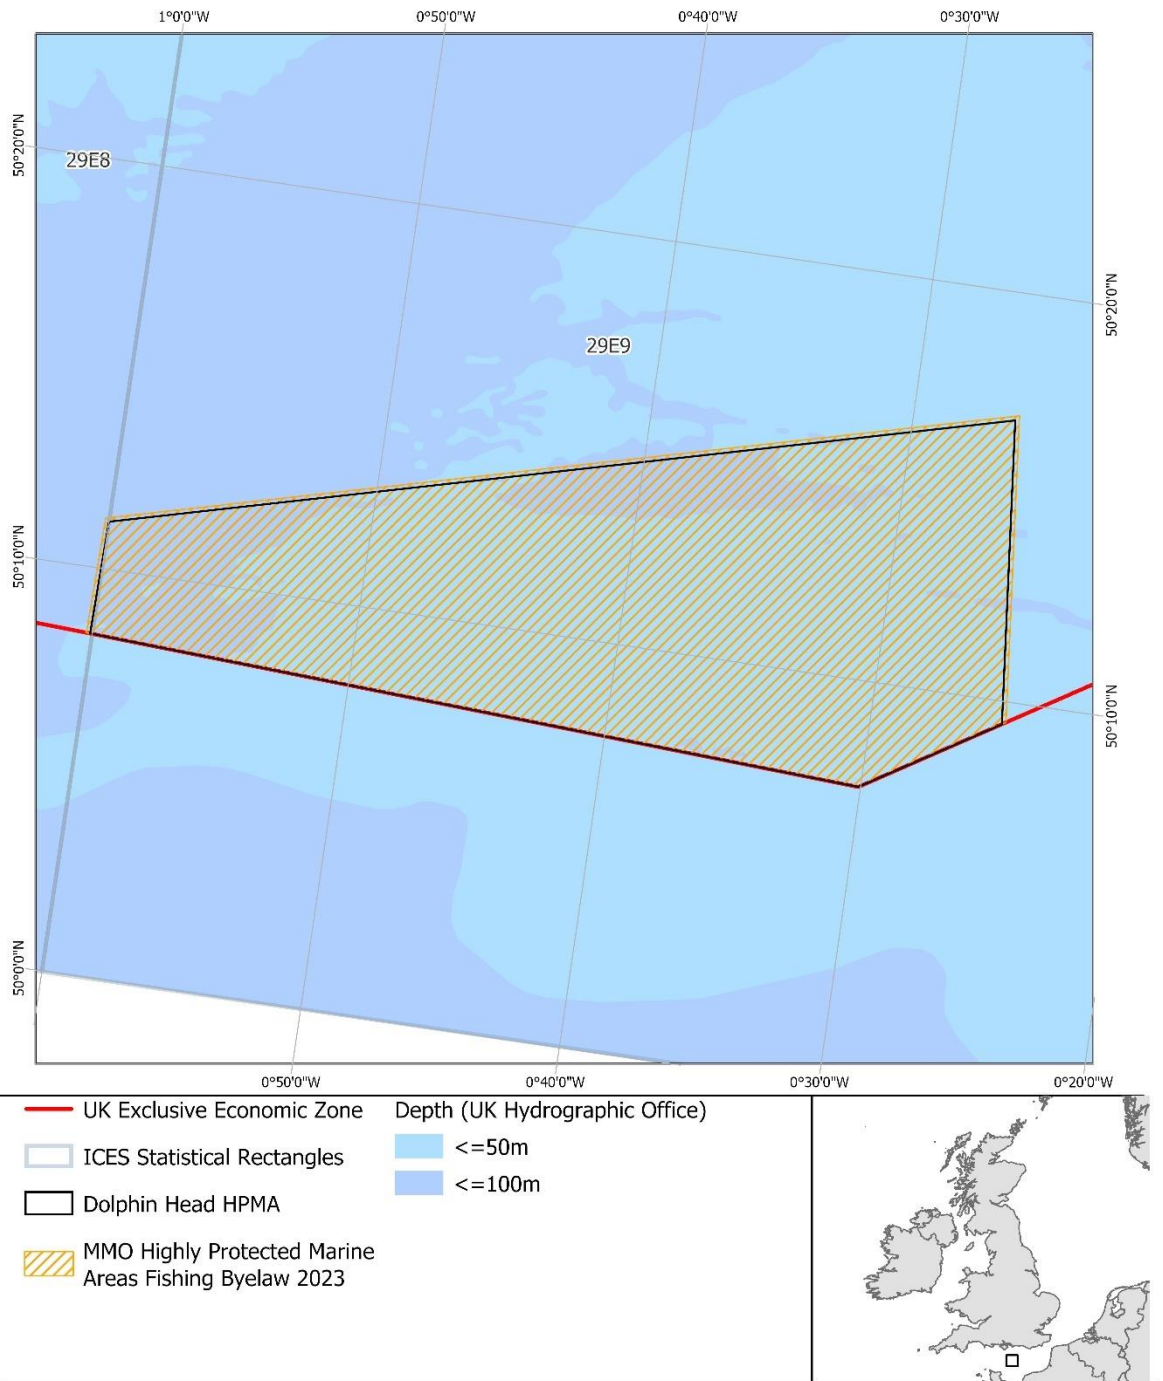 1°0'0"W
0°50'0"W
0°40'0"W
0°30'0"W
50°20'0"N
29E8
50°20'0"N
29E9
50°10'0"N
50°10'0"N
50°0'0"N
0°50'0"W
0°40'0"W
0°30'0"W
0°20'0"W
UK Exclusive Economic Zone
ICES Statistical Rectangles
Dolphin Head HPMA
MMO Highly Protected Marine
Areas Fishing Byelaw 2023
Depth (UK Hydrographic Office)
<=50m
<=100m